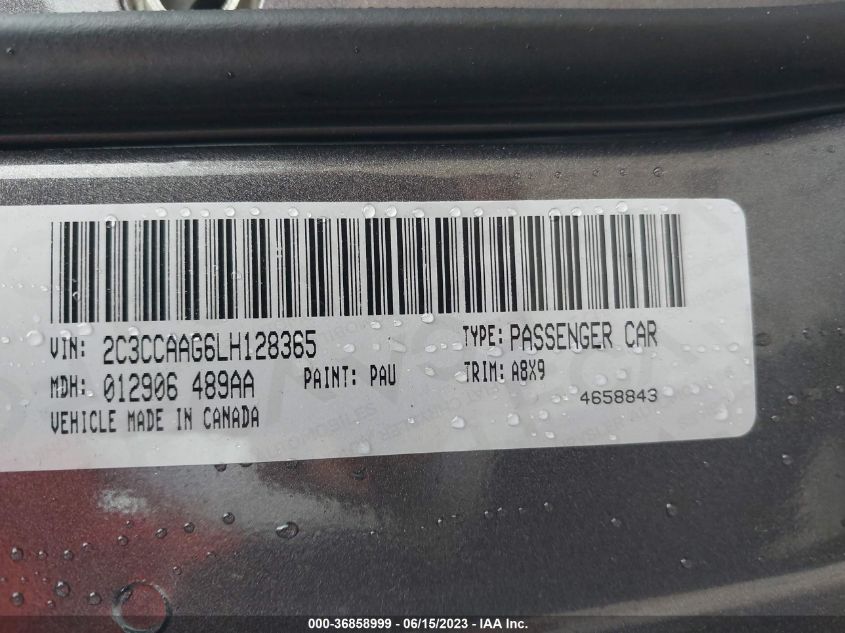 VIN: 2C3CCAAG6LH128365 TYPE: PASSENGER CAR
MDH: 012906 489AA PAINT: PAU TRIM: A8X9
VEHICLE MADE IN CANADA 4658843
000-36858999 - 06/15/2023 - IAA Inc.